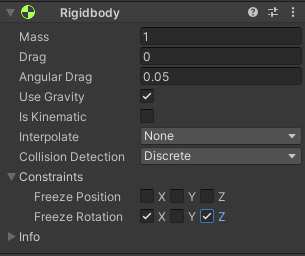 Rigidbody
Mass 1
Drag 0
Angular Drag 0.05
Use Gravity
Is Kinematic
Interpolate None
Collision Detection Discrete
Constraints
Freeze Position X Y Z
Freeze Rotation X Y Z
Info